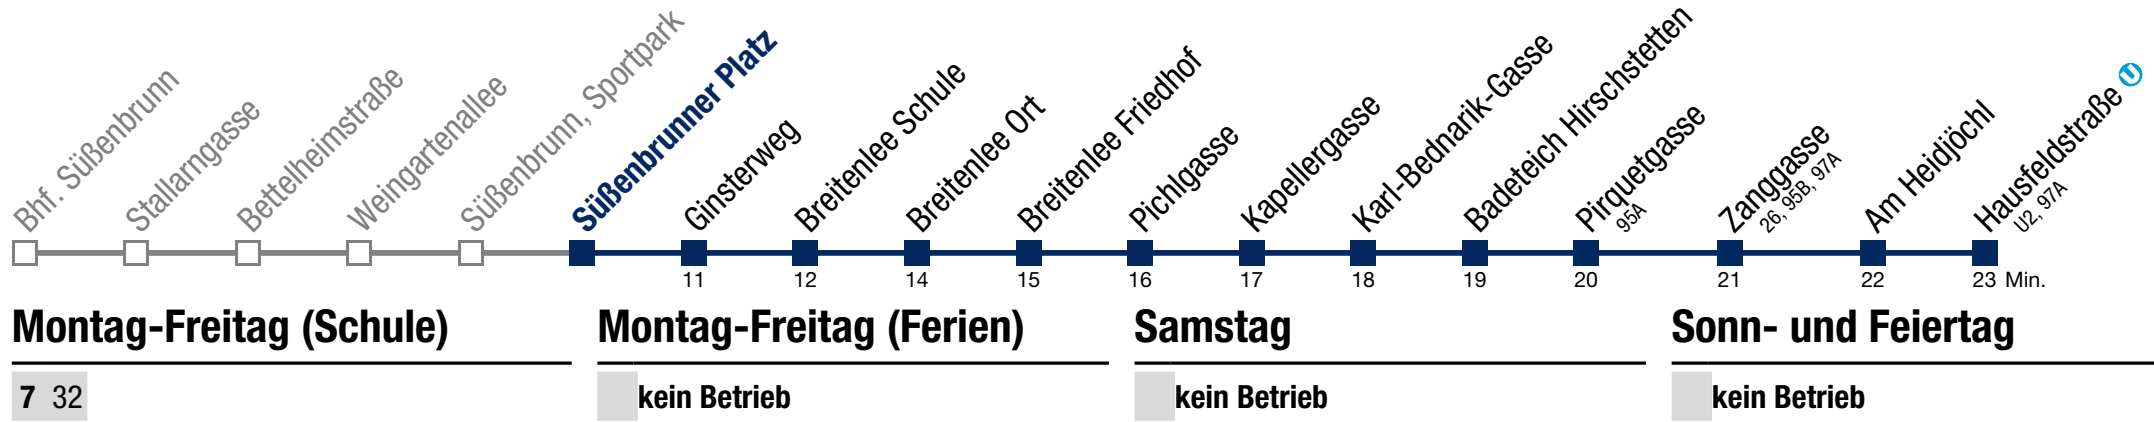 Bhf. Süßenbrunn
Stallarngasse
Bettelheimstraße
Weingartenallee
Süßenbrunn, Sportpark
Süßenbrunner Platz
Ginsterweg
Breitenlee Schule
Breitenlee Ort
Breitenlee Friedhof
Pichlgasse
Kapellergasse
Karl-Bednarik-Gasse
Badeteich Hirschstetten
Pirquetgasse
95A
Zanggasse
26, 95B, 97A
Am Heidjöchl
Hausfeldstraße U
U2, 97A
11 12 14 15 16 17 18 19 20 21 22 23 Min.
Montag-Freitag (Schule)
7 32
Montag-Freitag (Ferien)
kein Betrieb
Samstag
kein Betrieb
Sonn- und Feiertag
kein Betrieb